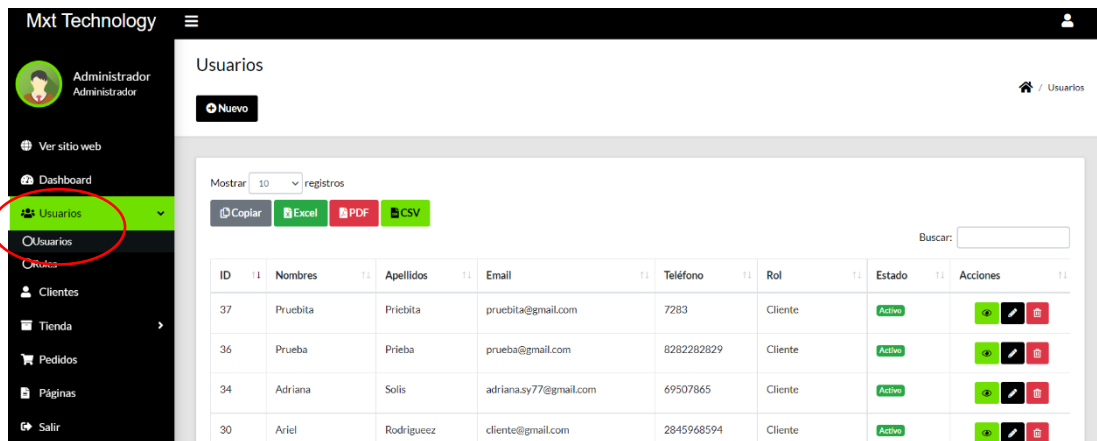 Mxt Technology
Administrador
Administrador
Ver sitio web
Dashboard
Usuarios
Usuarios
Roles
Clientes
Tienda
Pedidos
Páginas
Salir
Usuarios
/ Usuarios
Nuevo
Mostrar 10 registros
Copiar Excel PDF CSV
Buscar:
ID Nombres Apellidos Email Teléfono Rol Estado Acciones
37 Pruebita Priebita pruebita@gmail.com 7283 Cliente Activo
36 Prueba Prieba prueba@gmail.com 8282282829 Cliente Activo
34 Adriana Solis adriana.sy77@gmail.com 69507865 Cliente Activo
30 Ariel Rodrigueez cliente@gmail.com 2845968594 Cliente Activo